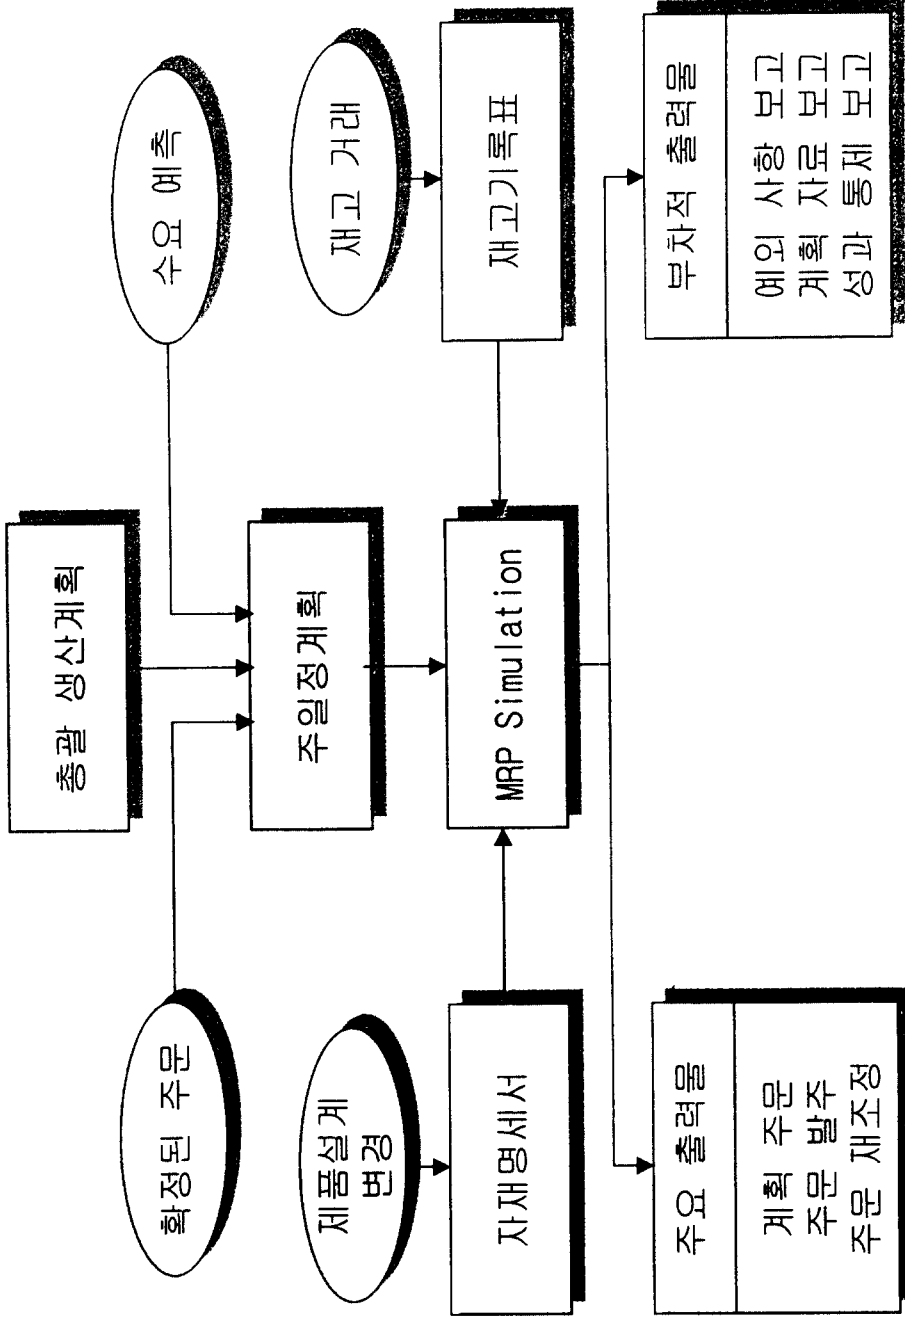 총괄 생산계획
확정된 주문
수요 예측
주일정계획
제품설계
변경
재고 거래
자재명세서
MRP Simulation
재고기록표
주요 출력물
계획 주문
주문 발주
주문 재조정
부차적 출력물
예외 사항 보고
계획 자료 보고
성과 통제 보고